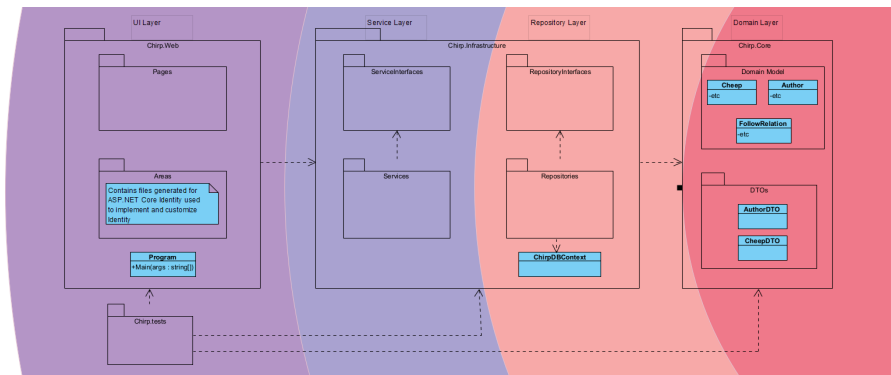 UI Layer
Service Layer
Repository Layer
Domain Layer
Chirp.Web
Chirp.Infrastructure
Chirp.Core
Pages
ServiceInterfaces
RepositoryInterfaces
Domain Model
Cheep
-etc
Author
-etc
FollowRelation
-etc
Areas
Contains files generated for
ASP.NET Core Identity used
to implement and customize
Identity
Services
Repositories
DTOs
AuthorDTO
CheepDTO
Program
+Main(args : string[])
ChirpDBContext
Chirp.tests